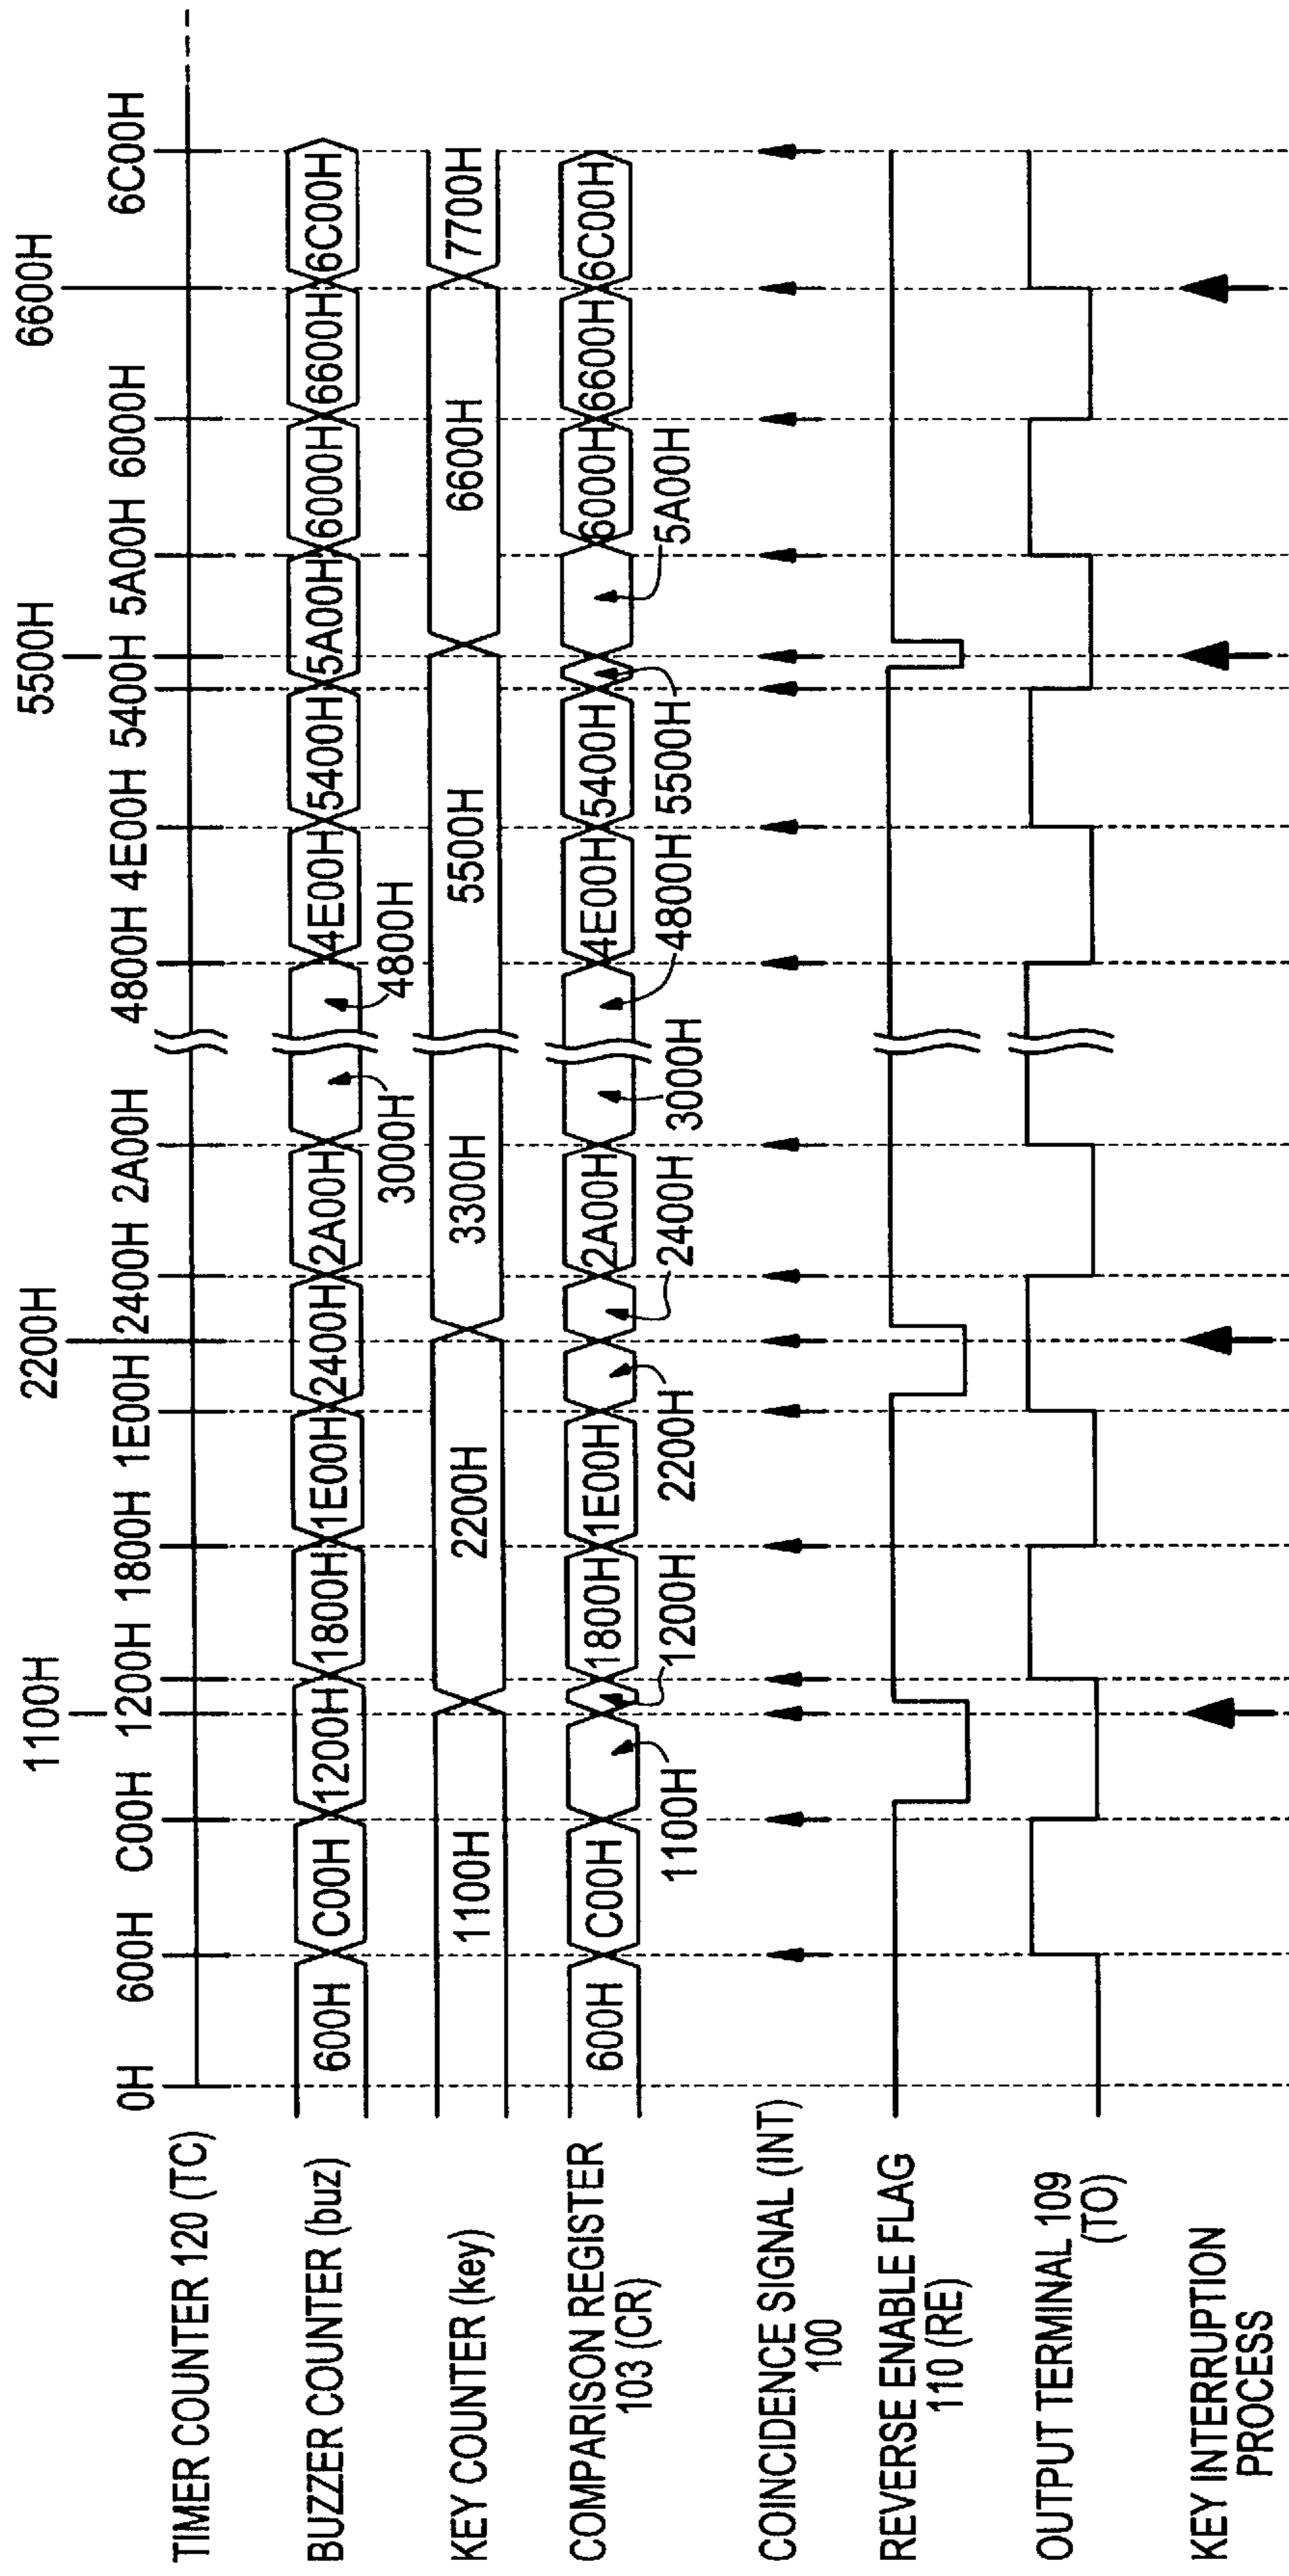 1100H 2200H 5500H 6600H
0H 600H C00H 1200H 1800H 1E00H 2400H 2A00H 4800H 4E00H 5400H 5A00H 6000H 6C00H
TIMER COUNTER 120 (TC)
BUZZER COUNTER (buz)
600H C00H 1200H 1800H 1E00H 2400H 2A00H 4E00H 5400H 5A00H 6000H 6600H 6C00H
3000H 4800H
KEY COUNTER (key)
1100H 2200H 3300H 5500H 6600H 7700H
COMPARISON REGISTER
103 (CR)
600H C00H 1800H 1E00H 2A00H 4E00H 5400H 6000H 6600H 6C00H
1100H 1200H 2200H 2400H 3000H 4800H 5500H 5A00H
COINCIDENCE SIGNAL (INT)
100
REVERSE ENABLE FLAG
110 (RE)
OUTPUT TERMINAL 109
(TO)
KEY INTERRUPTION
PROCESS